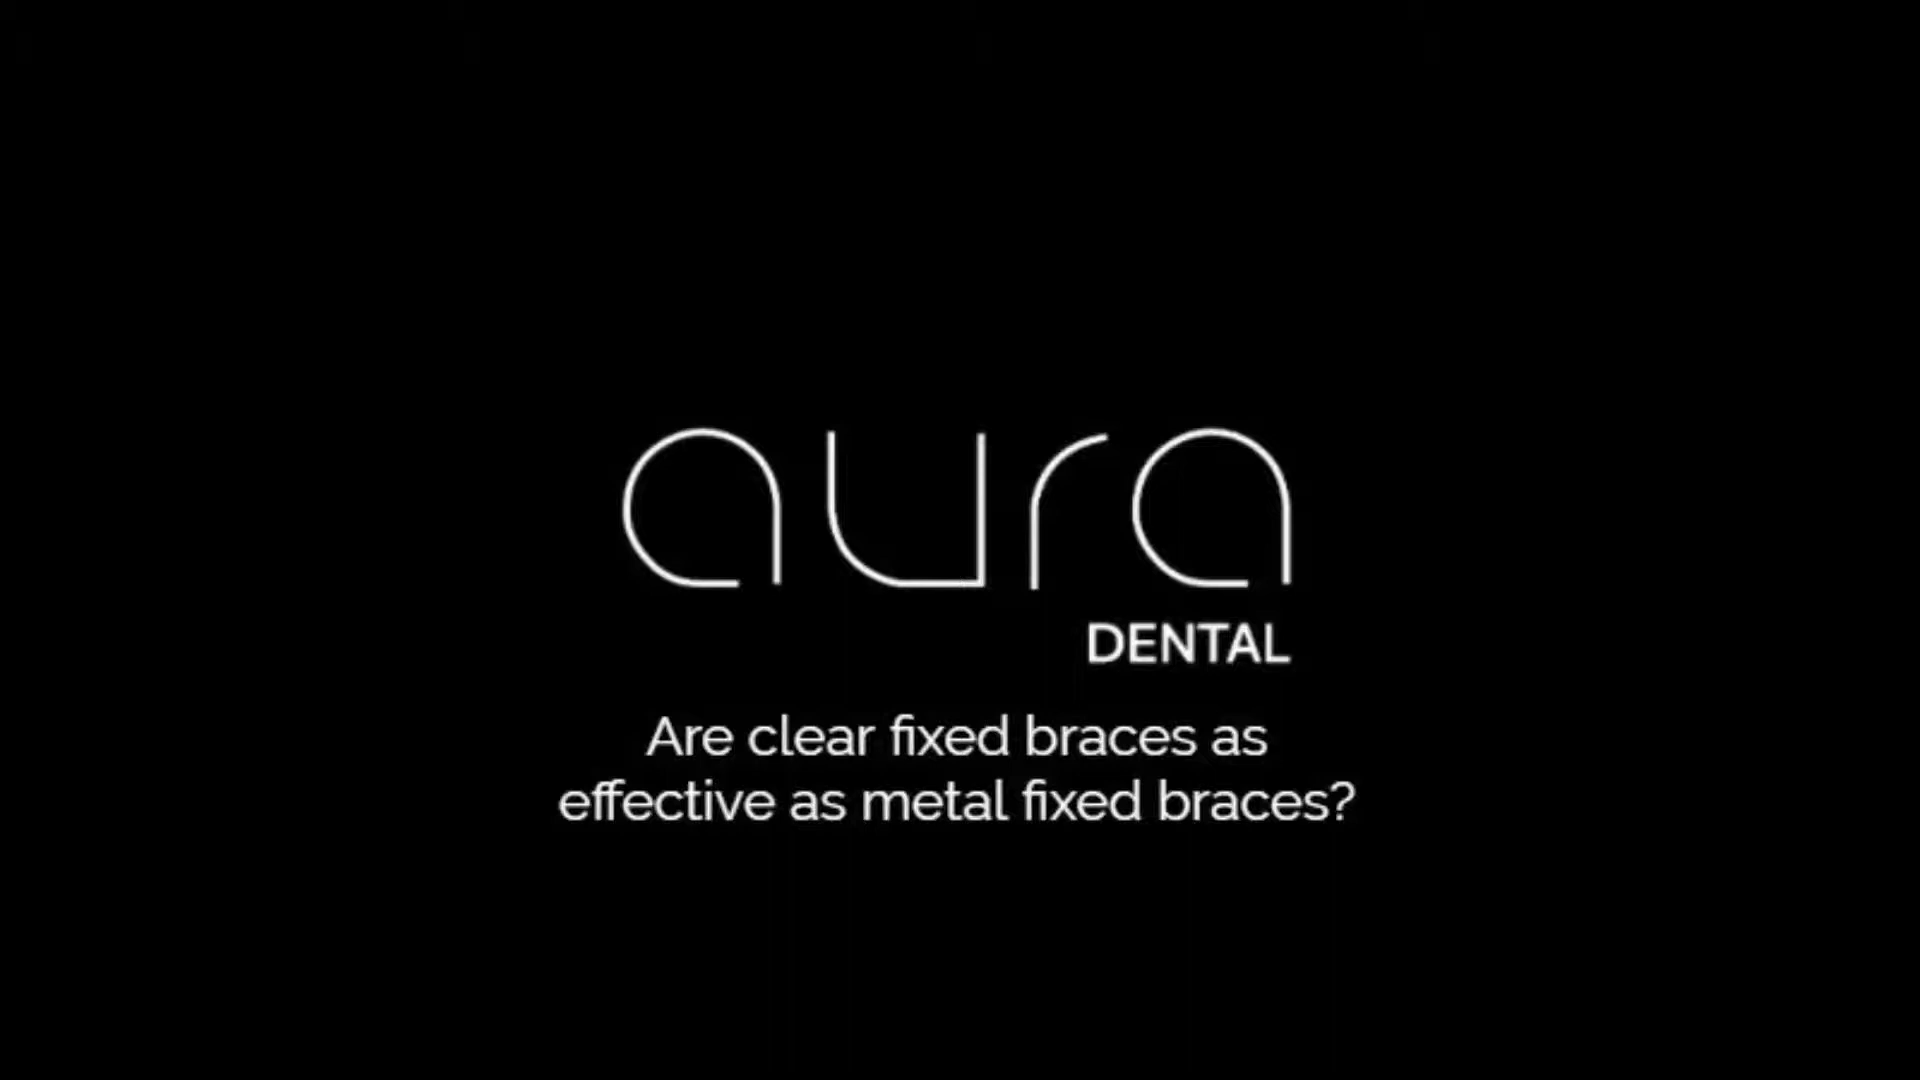 aura
DENTAL
Are clear fixed braces as
effective as metal fixed braces?